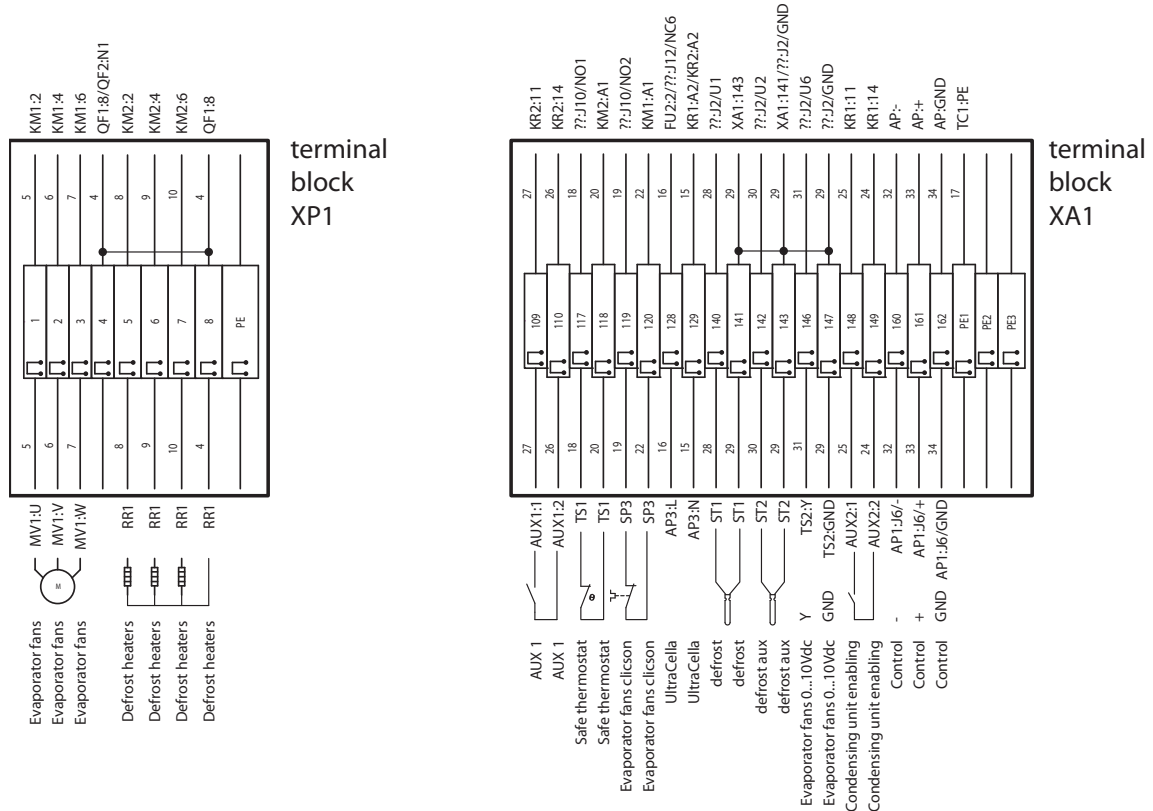 KM1:2
KM1:4
KM1:6
QF1:8/QF2:N1
KM2:2
KM2:4
KM2:6
QF1:8
5
6
7
4
8
9
10
4
terminal
block
XP1
1
2
3
4
5
6
7
8
PE
5
6
7
8
9
10
4
MV1:U
MV1:V
MV1:W
RR1
RR1
RR1
RR1
M
Evaporator fans
Evaporator fans
Evaporator fans
Defrost heaters
Defrost heaters
Defrost heaters
Defrost heaters
KR2:11
KR2:14
??:J10/NO1
KM2:A1
??:J10/NO2
KM1:A1
FU2:2/??:J12/NC6
KR1:A2/KR2:A2
??:J2/U1
XA1:143
??:J2/U2
XA1:141/??:J2/GND
??:J2/U6
??:J2/GND
KR1:11
KR1:14
AP:-
AP:+
AP:GND
TC1:PE
27
26
18
20
19
22
16
15
28
29
30
29
31
29
25
24
32
33
34
17
terminal
block
XA1
109
110
117
118
119
120
128
129
140
141
142
143
146
147
148
149
160
161
162
PE1
PE2
PE3
27
26
18
20
19
22
16
15
28
29
30
29
31
29
25
24
32
33
34
AUX1:1
AUX1:2
TS1
TS1
SP3
SP3
AP3:L
AP3:N
ST1
ST1
ST2
ST2
TS2:Y
TS2:GND
AUX2:1
AUX2:2
AP1:J6/-
AP1:J6/+
AP1:J6/GND
θ
Y
GND
-
+
GND
AUX 1
AUX 1
Safe thermostat
Safe thermostat
Evaporator fans clicson
Evaporator fans clicson
UltraCella
UltraCella
defrost
defrost
defrost aux
defrost aux
Evaporator fans 0...10Vdc
Evaporator fans 0...10Vdc
Condensing unit enabling
Condensing unit enabling
Control
Control
Control